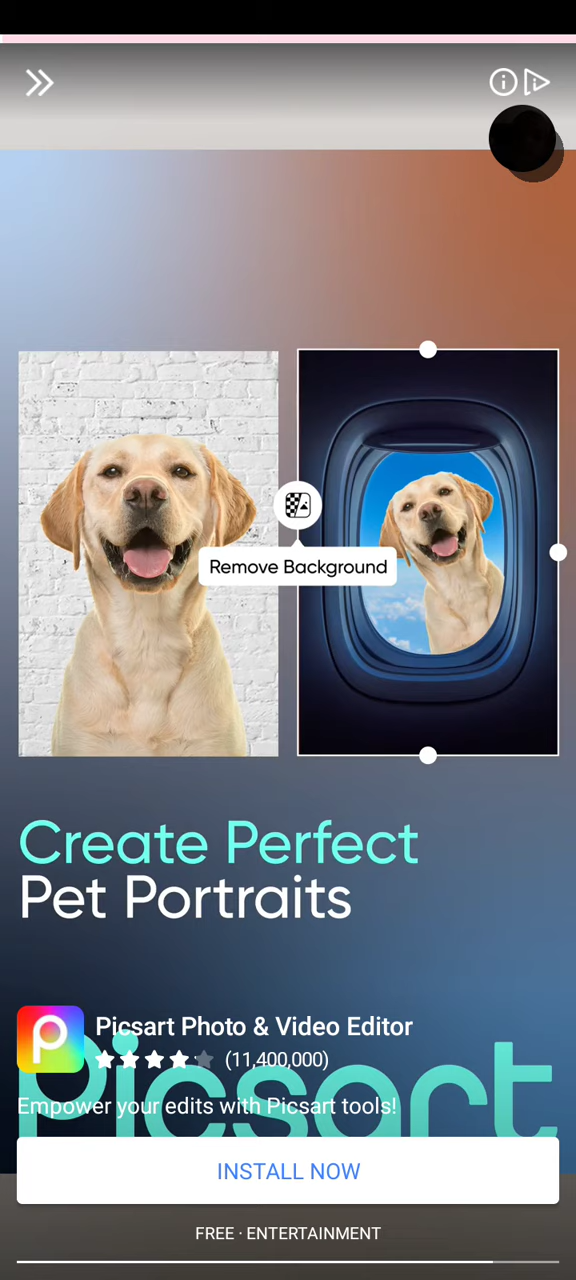 Remove Background
Create Perfect
Pet Portraits
Picsart Photo & Video Editor
(11,400,000)
Picsart
Empower your edits with Picsart tools!
INSTALL NOW
FREE · ENTERTAINMENT